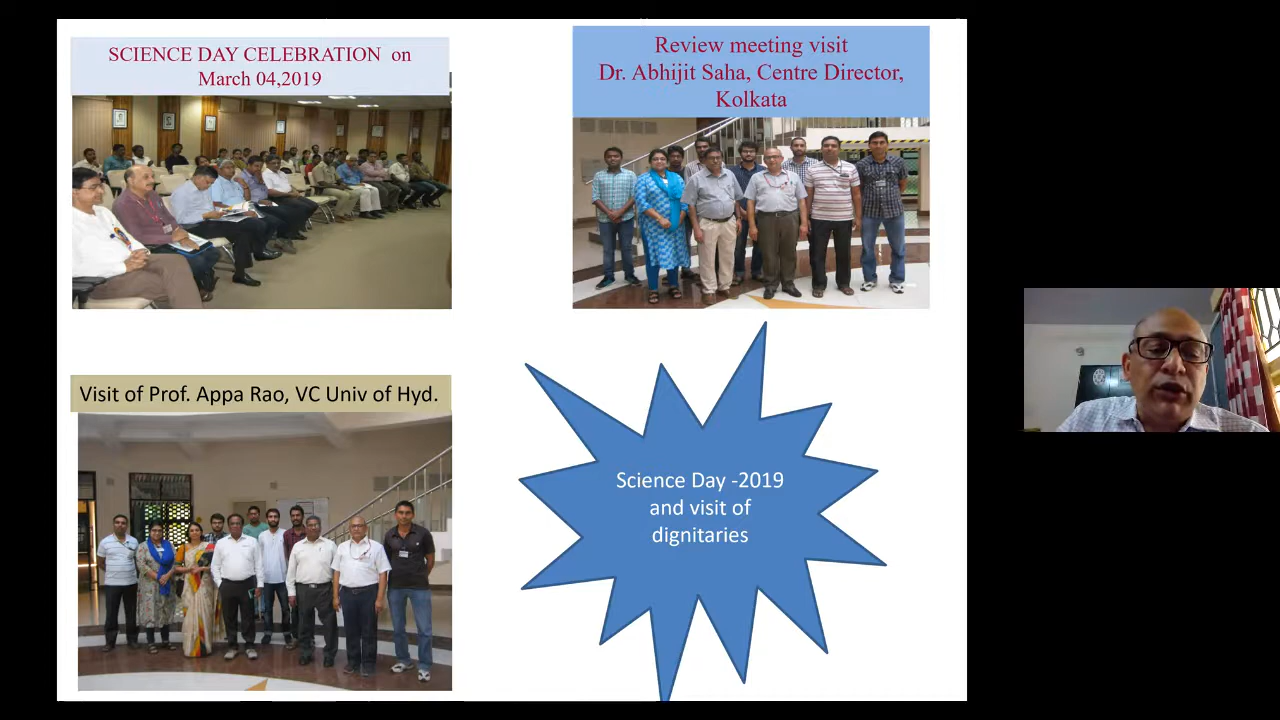 SCIENCE DAY CELEBRATION on
March 04,2019
Review meeting visit
Dr. Abhijit Saha, Centre Director,
Kolkata
Visit of Prof. Appa Rao, VC Univ of Hyd.
Science Day -2019
and visit of
dignitaries